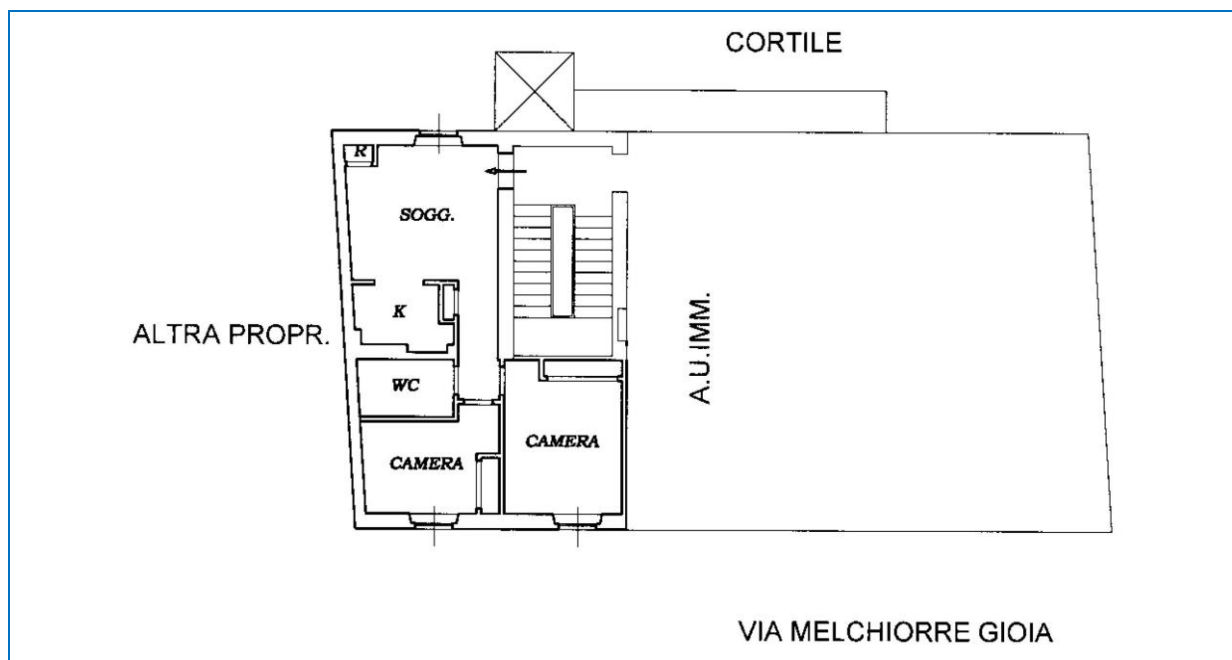 CORTILE
R
SOGG.
K
ALTRA PROPR.
A.U.IMM.
WC
CAMERA
CAMERA
VIA MELCHIORRE GIOIA